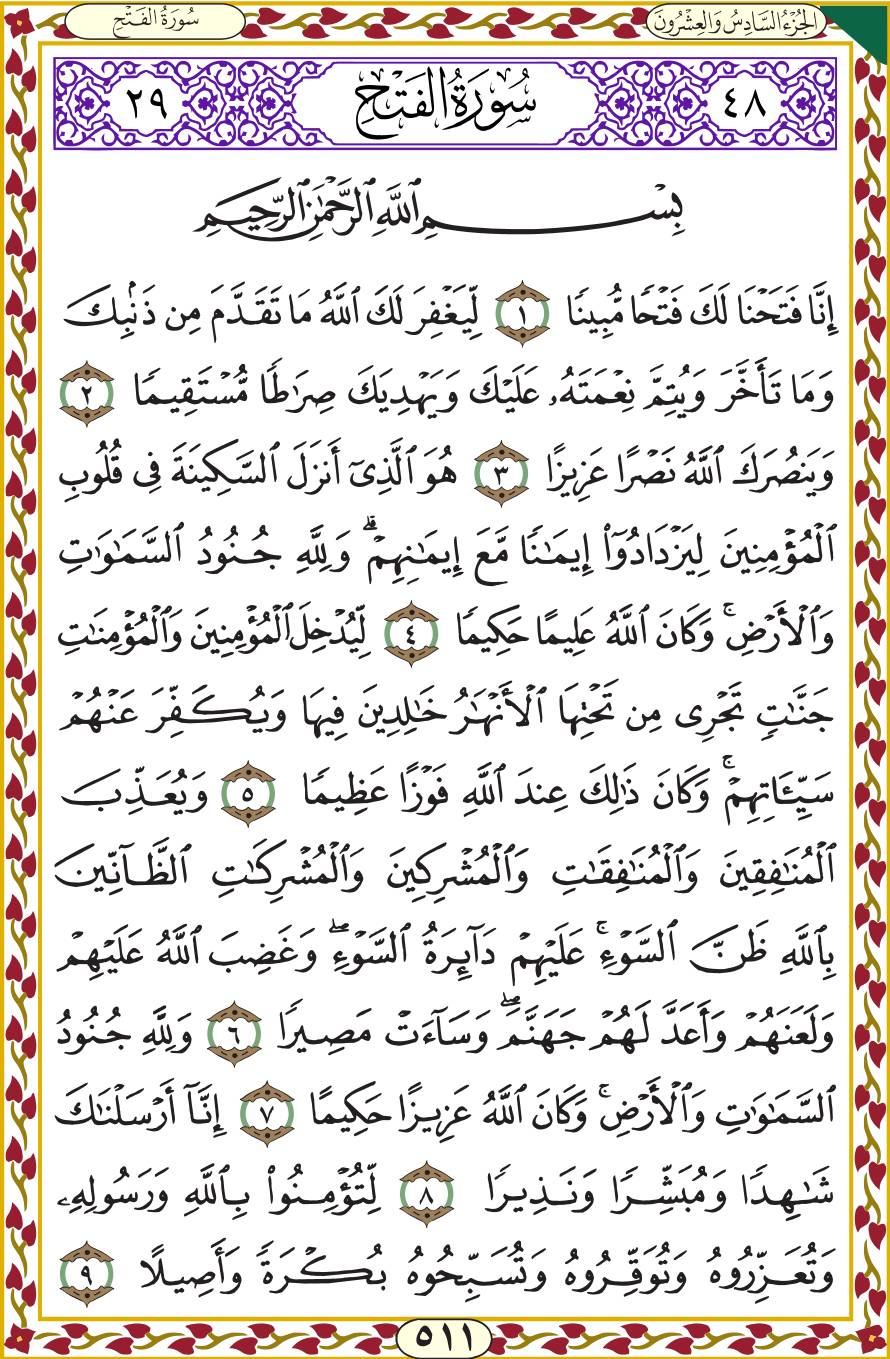 الجُزْءُ السَّادِسُ وَالعِشْرُونَ
سُورَةُ الفَتْحِ
٤٨ سُورَةُ الفَتْحِ ٢٩
بِسْمِ ٱللَّهِ ٱلرَّحْمَٰنِ ٱلرَّحِيمِ
إِنَّا فَتَحْنَا لَكَ فَتْحًا مُّبِينًا ١ لِّيَغْفِرَ لَكَ ٱللَّهُ مَا تَقَدَّمَ مِن ذَنۢبِكَ
وَمَا تَأَخَّرَ وَيُتِمَّ نِعْمَتَهُۥ عَلَيْكَ وَيَهْدِيَكَ صِرَٰطًا مُّسْتَقِيمًا ٢
وَيَنصُرَكَ ٱللَّهُ نَصْرًا عَزِيزًا ٣ هُوَ ٱلَّذِىٓ أَنزَلَ ٱلسَّكِينَةَ فِى قُلُوبِ
ٱلْمُؤْمِنِينَ لِيَزْدَادُوٓا۟ إِيمَٰنًا مَّعَ إِيمَٰنِهِمْ ۗ وَلِلَّهِ جُنُودُ ٱلسَّمَٰوَٰتِ
وَٱلْأَرْضِ ۚ وَكَانَ ٱللَّهُ عَلِيمًا حَكِيمًا ٤ لِّيُدْخِلَ ٱلْمُؤْمِنِينَ وَٱلْمُؤْمِنَٰتِ
جَنَّٰتٍ تَجْرِى مِن تَحْتِهَا ٱلْأَنْهَٰرُ خَٰلِدِينَ فِيهَا وَيُكَفِّرَ عَنْهُمْ
سَيِّـَٔاتِهِمْ ۚ وَكَانَ ذَٰلِكَ عِندَ ٱللَّهِ فَوْزًا عَظِيمًا ٥ وَيُعَذِّبَ
ٱلْمُنَٰفِقِينَ وَٱلْمُنَٰفِقَٰتِ وَٱلْمُشْرِكِينَ وَٱلْمُشْرِكَٰتِ ٱلظَّآنِّينَ
بِٱللَّهِ ظَنَّ ٱلسَّوْءِ ۚ عَلَيْهِمْ دَآئِرَةُ ٱلسَّوْءِ ۖ وَغَضِبَ ٱللَّهُ عَلَيْهِمْ
وَلَعَنَهُمْ وَأَعَدَّ لَهُمْ جَهَنَّمَ ۖ وَسَآءَتْ مَصِيرًا ٦ وَلِلَّهِ جُنُودُ
ٱلسَّمَٰوَٰتِ وَٱلْأَرْضِ ۚ وَكَانَ ٱللَّهُ عَزِيزًا حَكِيمًا ٧ إِنَّآ أَرْسَلْنَٰكَ
شَٰهِدًا وَمُبَشِّرًا وَنَذِيرًا ٨ لِّتُؤْمِنُوا۟ بِٱللَّهِ وَرَسُولِهِۦ
وَتُعَزِّرُوهُ وَتُوَقِّرُوهُ وَتُسَبِّحُوهُ بُكْرَةً وَأَصِيلًا ٩
٥١١